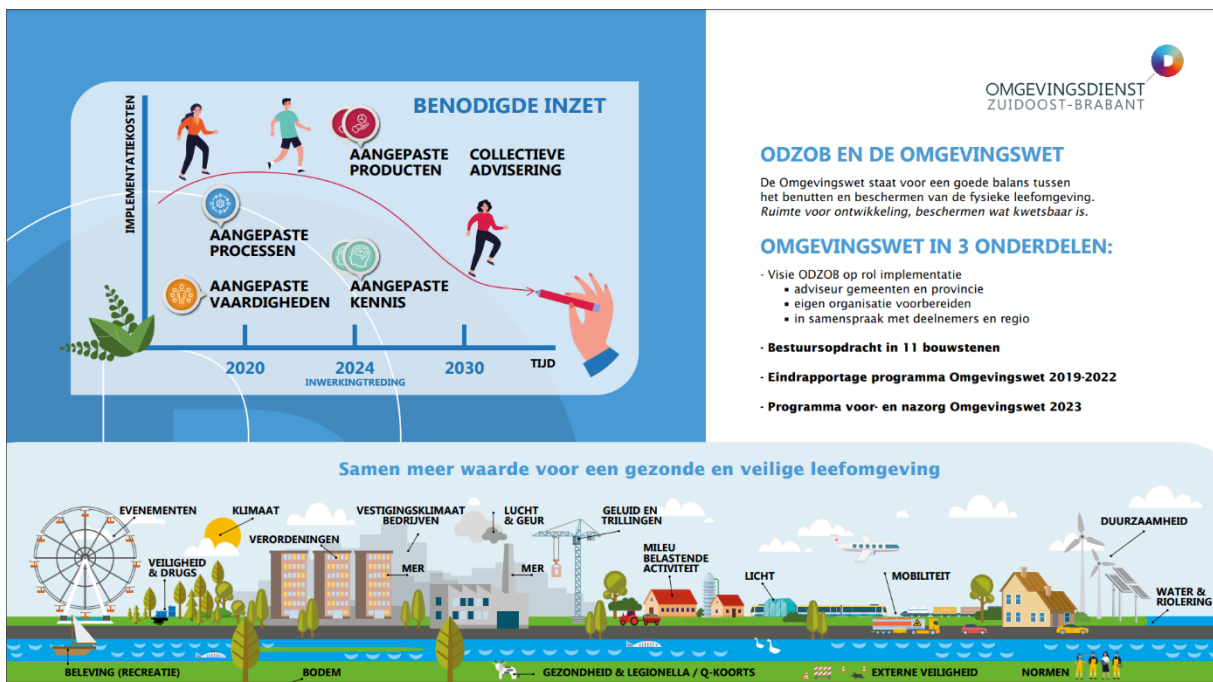 IMPLEMENTATIEKOSTEN
BENODIGDE INZET
AANGEPASTE
PRODUCTEN
COLLECTIEVE
ADVISERING
AANGEPASTE
PROCESSEN
AANGEPASTE
VAARDIGHEDEN
AANGEPASTE
KENNIS
2020
2024
2030
TIJD
INWERKINGTREDING
OMGEVINGSDIENST
ZUIDOOST-BRABANT
ODZOB EN DE OMGEVINGSWET
De Omgevingswet staat voor een goede balans tussen
het benutten en beschermen van de fysieke leefomgeving.
Ruimte voor ontwikkeling, beschermen wat kwetsbaar is.
OMGEVINGSWET IN 3 ONDERDELEN:
- Visie ODZOB op rol implementatie
▪ adviseur gemeenten en provincie
▪ eigen organisatie voorbereiden
▪ in samenspraak met deelnemers en regio
- Bestuursopdracht in 11 bouwstenen
- Eindrapportage programma Omgevingswet 2019-2022
- Programma voor- en nazorg Omgevingswet 2023
Samen meer waarde voor een gezonde en veilige leefomgeving
EVENEMENTEN
KLIMAAT
VESTIGINGSKLIMAAT
BEDRIJVEN
LUCHT
& GEUR
GELUID EN
TRILLINGEN
DUURZAAMHEID
VERORDENINGEN
VEILIGHEID
& DRUGS
MER
MER
MILEU
BELASTENDE
ACTIVITEIT
LICHT
MOBILITEIT
WATER &
RIOLERING
BELEVING (RECREATIE)
BODEM
GEZONDHEID & LEGIONELLA / Q-KOORTS
EXTERNE VEILIGHEID
NORMEN